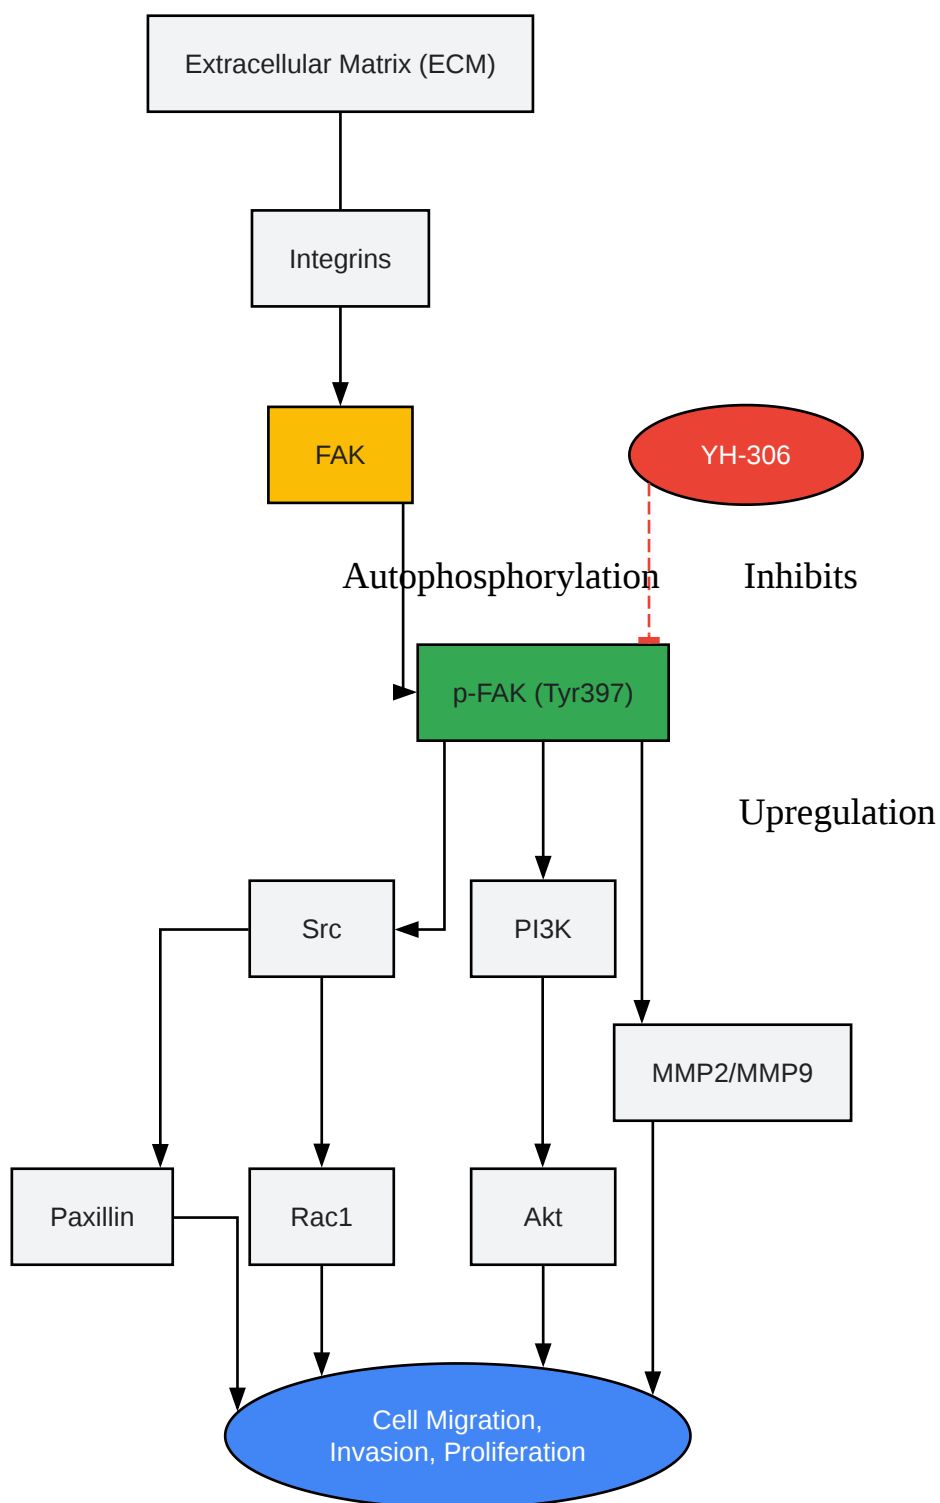 Extracellular Matrix (ECM)
Integrins
FAK
YH-306
Autophosphorylation
Inhibits
p-FAK (Tyr397)
Upregulation
Src
PI3K
MMP2/MMP9
Paxillin
Rac1
Akt
Cell Migration,
Invasion, Proliferation